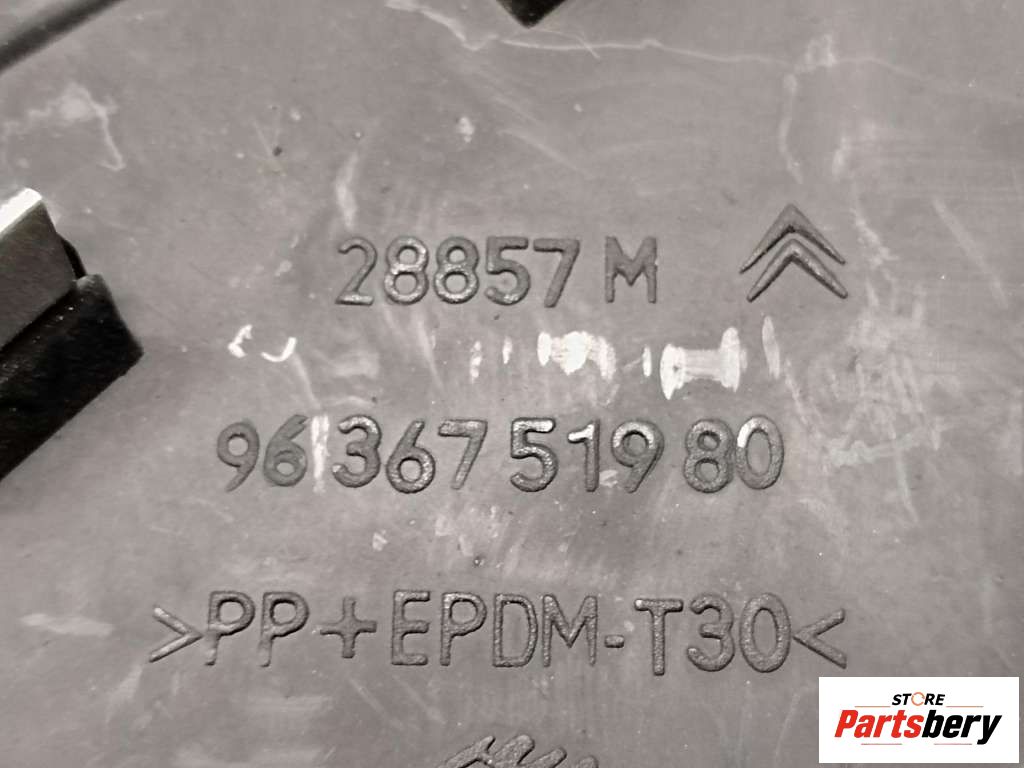 28857 M
96 367 519 80
>PP+EPDM-T30<
STORE
Partsbery